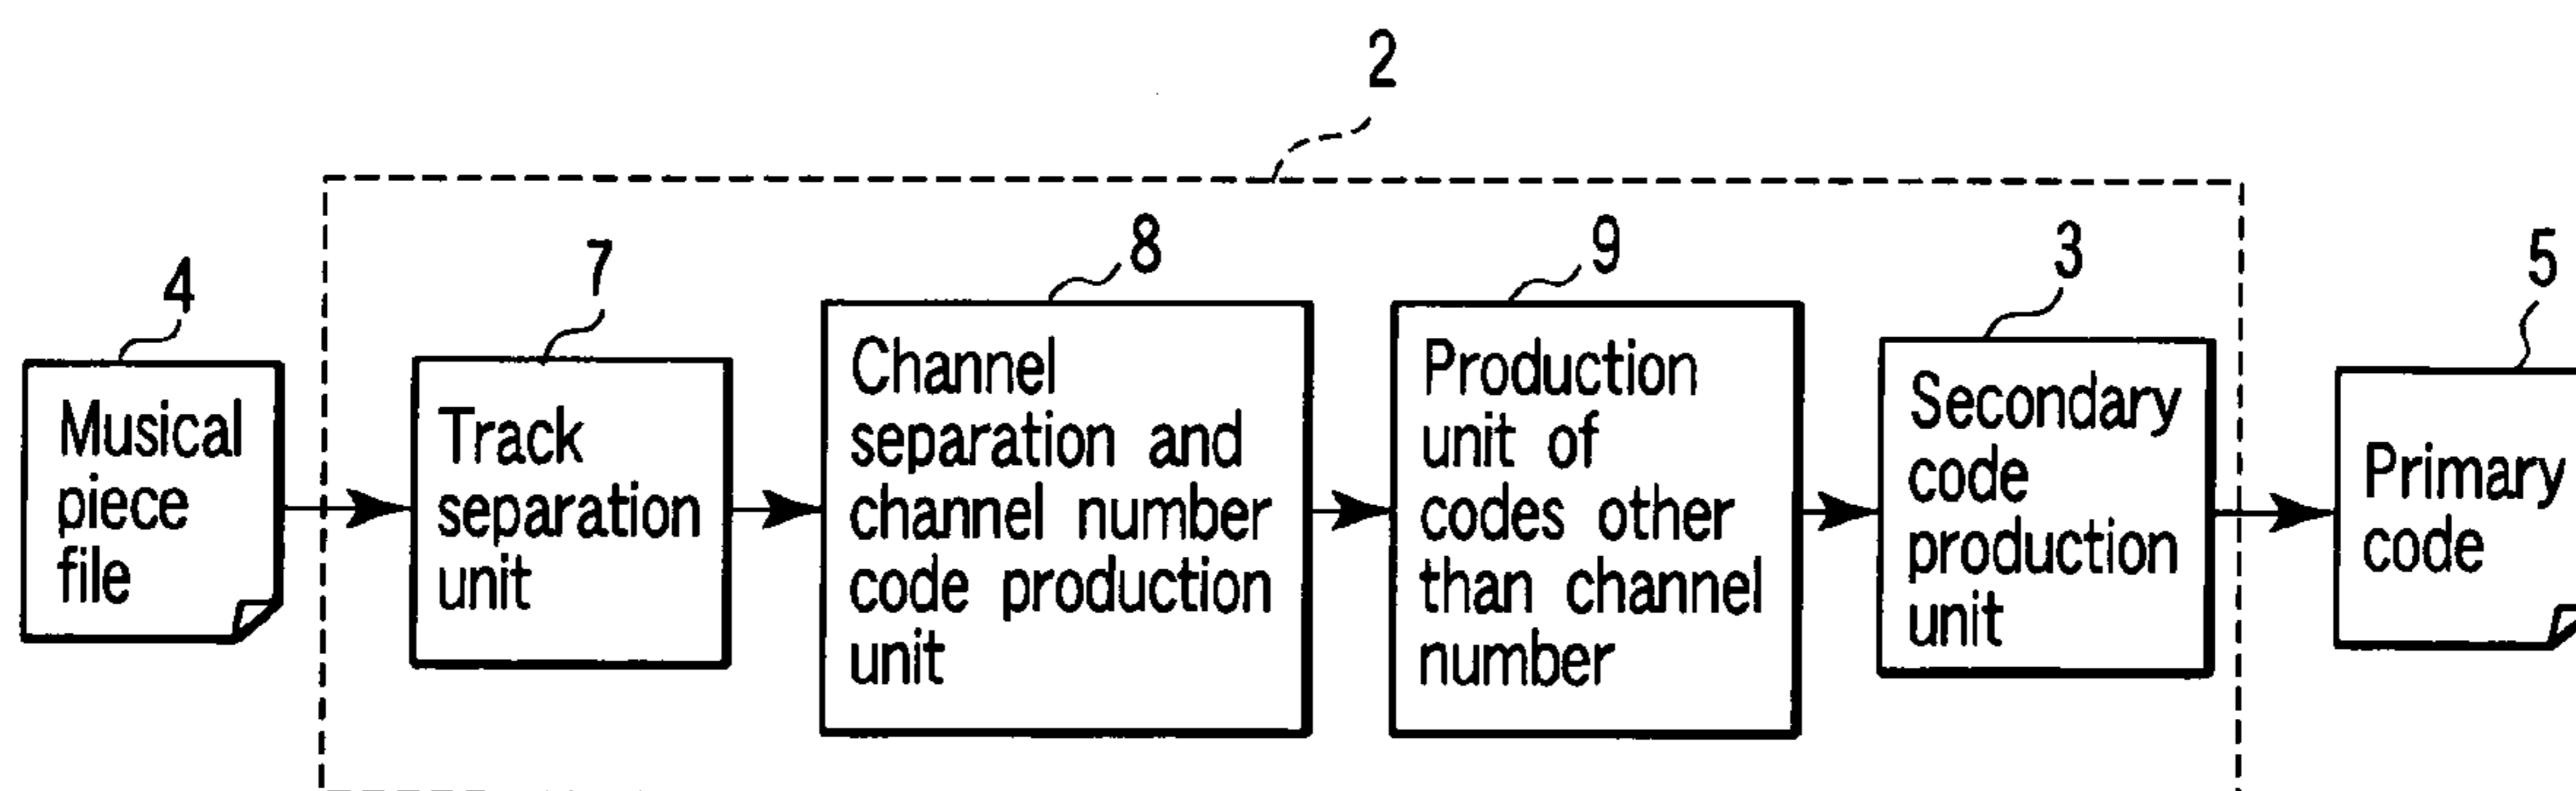 2
4
7
8
9
3
5
Musical
piece
file
Track
separation
unit
Channel
separation and
channel number
code production
unit
Production
unit of
codes other
than channel
number
Secondary
code
production
unit
Primary
code